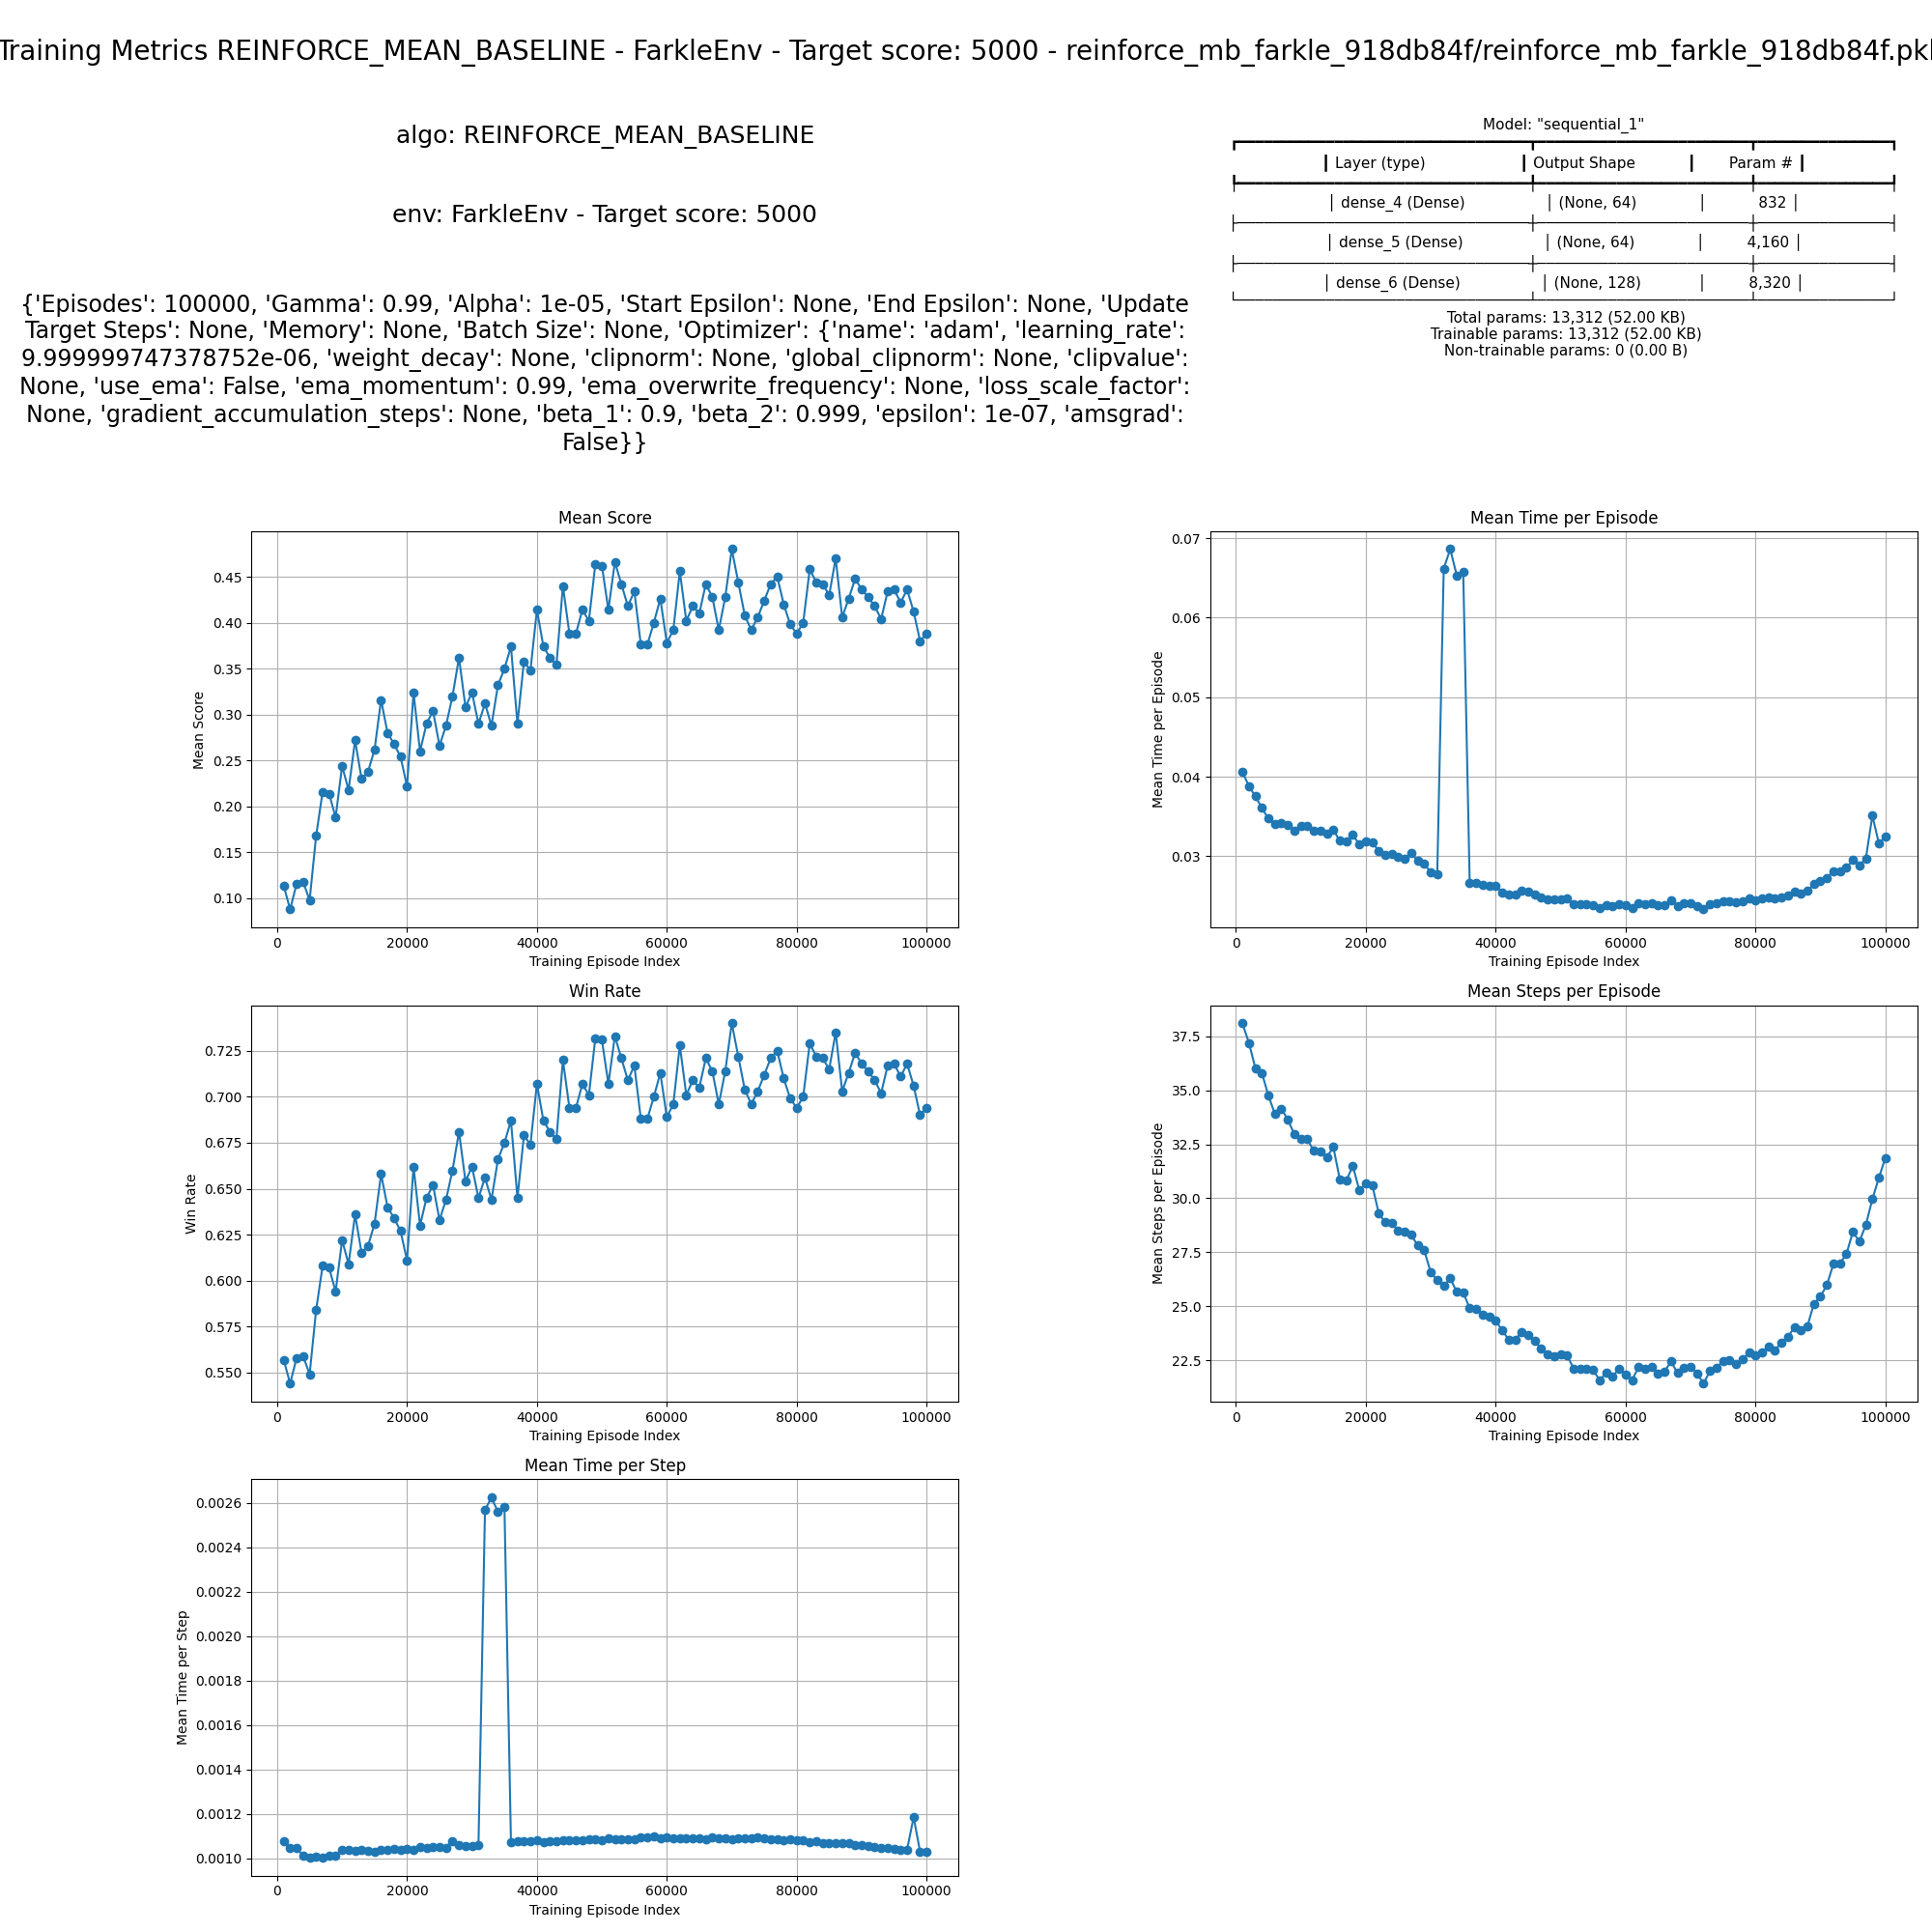 Training Metrics REINFORCE_MEAN_BASELINE - FarkleEnv - Target score: 5000 - reinforce_mb_farkle_918db84f/reinforce_mb_farkle_918db84f.pkl
algo: REINFORCE_MEAN_BASELINE
env: FarkleEnv - Target score: 5000
{'Episodes': 100000, 'Gamma': 0.99, 'Alpha': 1e-05, 'Start Epsilon': None, 'End Epsilon': None, 'Update
Target Steps': None, 'Memory': None, 'Batch Size': None, 'Optimizer': {'name': 'adam', 'learning_rate':
9.999999747378752e-06, 'weight_decay': None, 'clipnorm': None, 'global_clipnorm': None, 'clipvalue':
None, 'use_ema': False, 'ema_momentum': 0.99, 'ema_overwrite_frequency': None, 'loss_scale_factor':
None, 'gradient_accumulation_steps': None, 'beta_1': 0.9, 'beta_2': 0.999, 'epsilon': 1e-07, 'amsgrad':
False}}
Model: "sequential_1"
Layer (type) Output Shape Param #
dense_4 (Dense) (None, 64) 832
dense_5 (Dense) (None, 64) 4,160
dense_6 (Dense) (None, 128) 8,320
Total params: 13,312 (52.00 KB)
Trainable params: 13,312 (52.00 KB)
Non-trainable params: 0 (0.00 B)
Mean Score
Mean Score
0.45
0.40
0.35
0.30
0.25
0.20
0.15
0.10
0 20000 40000 60000 80000 100000
Training Episode Index
Mean Time per Episode
Mean Time per Episode
0.07
0.06
0.05
0.04
0.03
0 20000 40000 60000 80000 100000
Training Episode Index
Win Rate
Win Rate
0.725
0.700
0.675
0.650
0.625
0.600
0.575
0.550
0 20000 40000 60000 80000 100000
Training Episode Index
Mean Steps per Episode
Mean Steps per Episode
37.5
35.0
32.5
30.0
27.5
25.0
22.5
0 20000 40000 60000 80000 100000
Training Episode Index
Mean Time per Step
Mean Time per Step
0.0026
0.0024
0.0022
0.0020
0.0018
0.0016
0.0014
0.0012
0.0010
0 20000 40000 60000 80000 100000
Training Episode Index